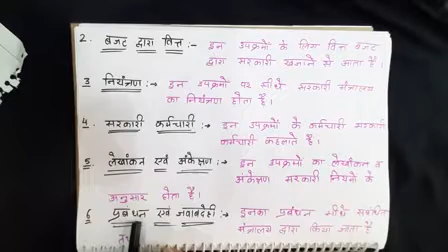 2. बजट द्वारा वित्त :- इन उपक्रमों के लिए वित्त बजट
द्वारा सरकारी खजाने से आता है।
3 नियंत्रण :→ इन उपक्रमों पर सीधे सरकारी मंत्रालय
का नियंत्रण होता है।
4. सरकारी कर्मचारी :→ इन उपक्रमों के कर्मचारी सरकारी
कर्मचारी कहलाते हैं।
5 लेखांकन एवं अंकेक्षण :→ इन उपक्रमों का लेखांकन व
अंकेक्षण सरकारी नियमों के
अनुसार होता है।
6 प्रबंधन एवं जवाबदेही :→ इनका प्रबंधन सीधे संबंधित
मंत्रालय द्वारा किया जाता है